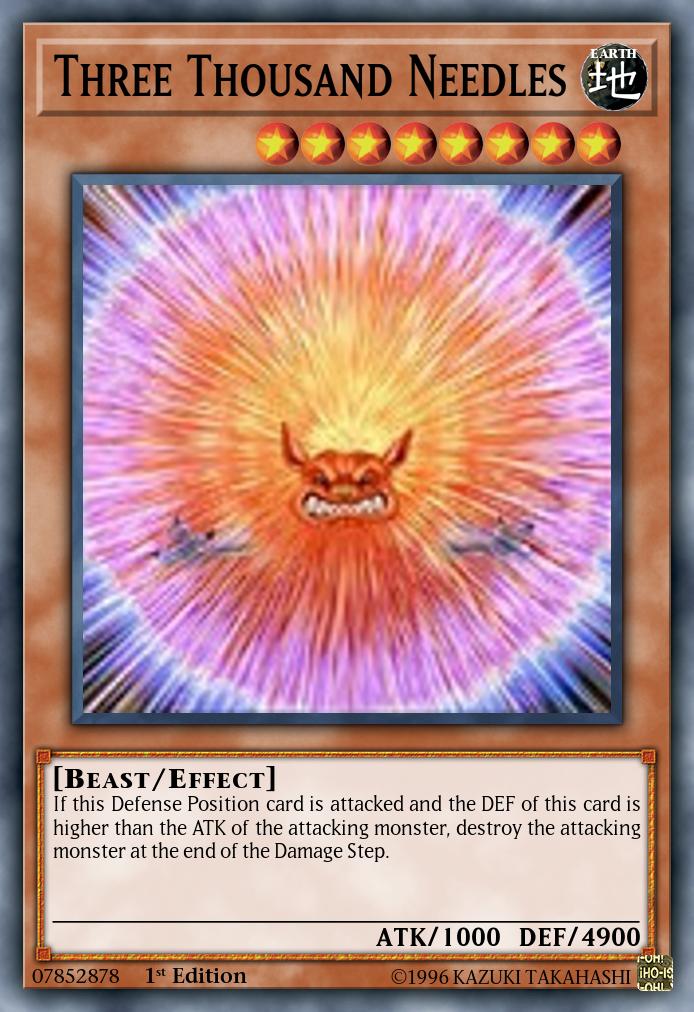 Three Thousand Needles
EARTH
地
[Beast/Effect]
If this Defense Position card is attacked and the DEF of this card is
higher than the ATK of the attacking monster, destroy the attacking
monster at the end of the Damage Step.
ATK/1000 DEF/4900
07852878 1st Edition ©1996 KAZUKI TAKAHASHI